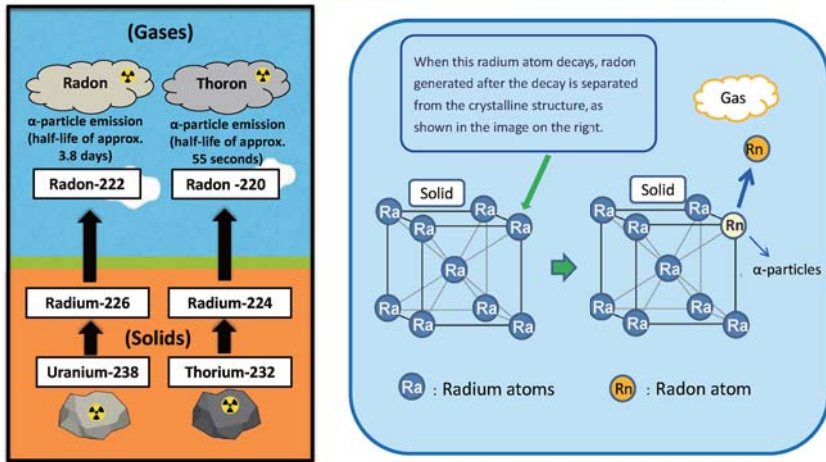 (Gases)
Radon
Thoron
α-particle emission
(half-life of approx.
3.8 days)
α-particle emission
(half-life of approx.
55 seconds)
Radon-222
Radon -220
Radium-226
Radium-224
(Solids)
Uranium-238
Thorium-232
When this radium atom decays, radon
generated after the decay is separated
from the crystalline structure, as
shown in the image on the right.
Gas
Rn
Solid
Ra
Ra
Ra
Ra
Ra
Ra
Ra
Ra
Ra
Solid
Ra
Ra
Ra
Rn
Ra
Ra
Ra
Ra
Ra
α-particles
Ra : Radium atoms
Rn : Radon atom